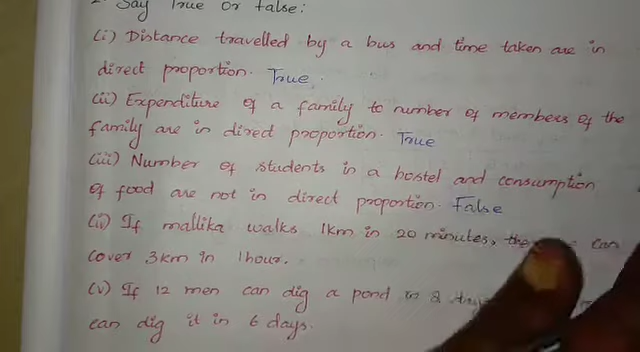 2. Say True or false:
(i) Distance travelled by a bus and time taken are in
direct proportion. True.
(ii) Expenditure of a family to number of members of the
family are in direct proportion. True
(iii) Number of students in a hostel and consumption
of food are not in direct proportion. False
(iv) If mallika walks 1km in 20 minutes, can
cover 3km in 1hour.
(v) If 12 men can dig a pond in 8
can dig it in 6 days.